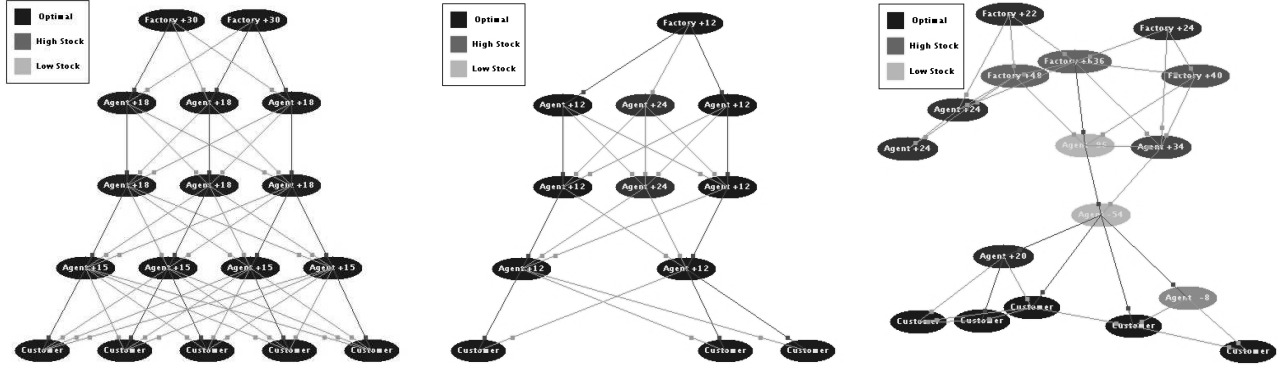 Optimal
High Stock
Low Stock
Factory +30 Factory +30
Agent +18 Agent +18 Agent +18
Agent +18 Agent +18 Agent +18
Agent +15 Agent +15 Agent +15 Agent +15
Customer Customer Customer Customer Customer
Optimal
High Stock
Low Stock
Factory +12
Agent +12 Agent +24 Agent +12
Agent +12 Agent +24 Agent +12
Agent +12 Agent +12
Customer Customer Customer
Optimal
High Stock
Low Stock
Factory +22
Factory +24
Factory +36
Factory +48
Factory +40
Agent +24
Agent +24
Agent
Agent +34
Agent -54
Agent +20
Agent -8
Customer
Customer
Customer
Customer
Customer